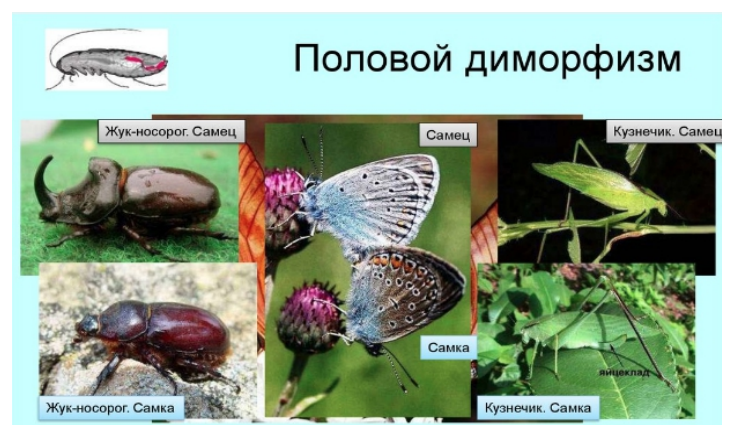 Половой диморфизм
Жук-носорог. Самец
Самец
Кузнечик. Самец
Самка
яйцеклад
Жук-носорог. Самка
Кузнечик. Самка